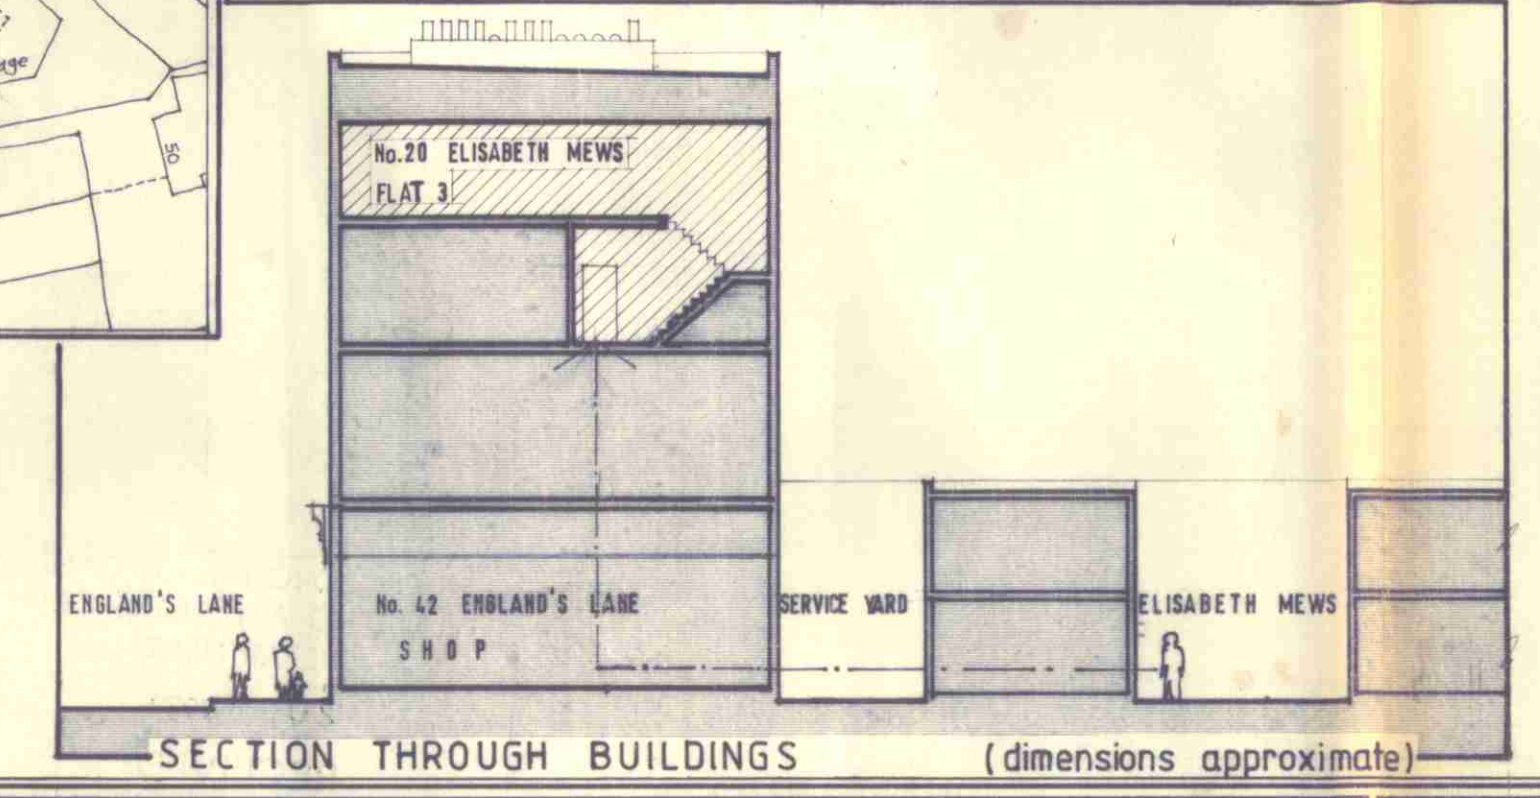 age
50
No.20 ELISABETH MEWS
FLAT 3
ENGLAND'S LANE
No. 42 ENGLAND'S LANE
SHOP
SERVICE YARD
ELISABETH MEWS
SECTION THROUGH BUILDINGS (dimensions approximate)